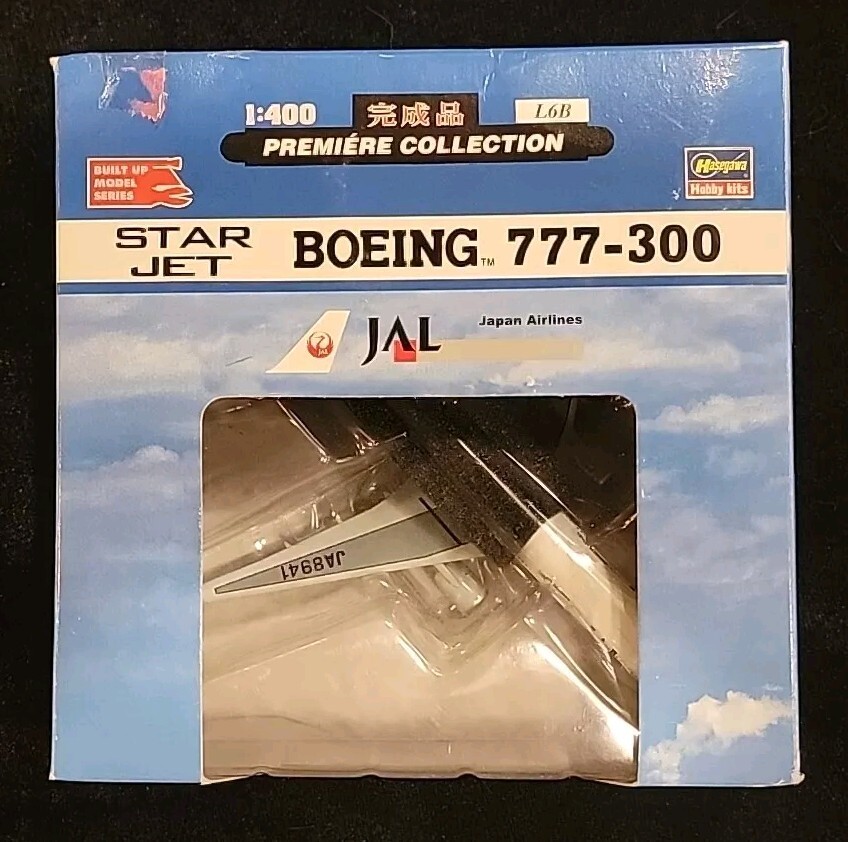 1:400
完成品
L6B
PREMIÉRE COLLECTION
BUILT UP
MODEL
SERIES
Hasegawa
Hobby kits
STAR
JET
BOEING™ 777-300
JAL
JAL
Japan Airlines
JA8941